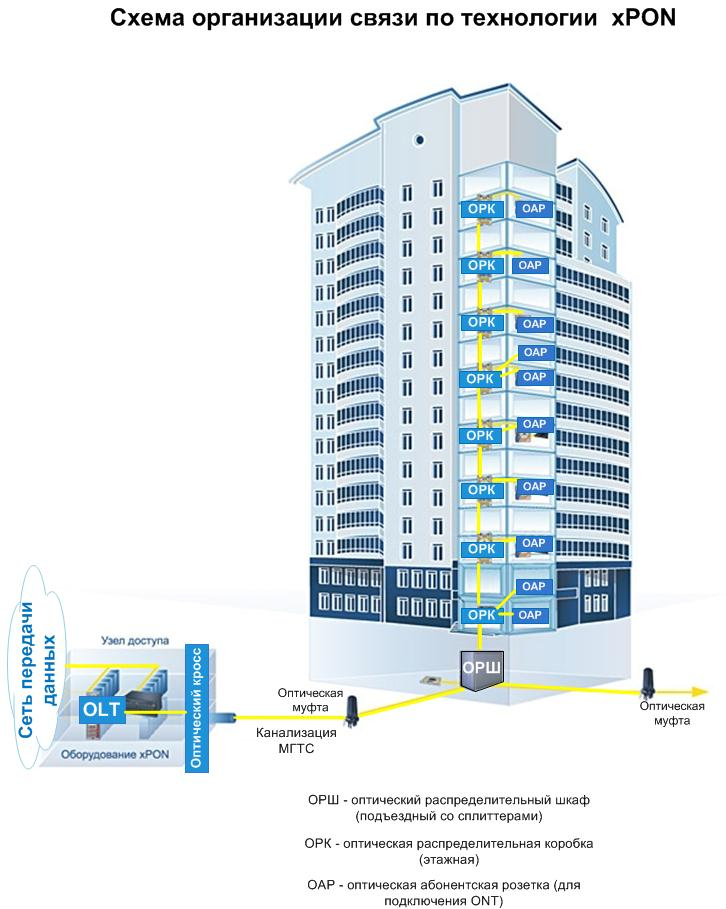 Схема организации связи по технологии xPON
ОРК ОАР
ОРК ОАР
ОРК ОАР
ОАР
ОРК ОАР
ОРК ОАР
ОРК ОАР
ОРК ОАР
ОАР
ОРК ОАР
ОРШ
Сеть передачи
данных
Узел доступа
OLT
Оборудование xPON
Оптический кросс
Оптическая
муфта
Канализация
МГТС
Оптическая
муфта
ОРШ - оптический распределительный шкаф
(подъездный со сплиттерами)
ОРК - оптическая распределительная коробка
(этажная)
ОАР - оптическая абонентская розетка (для
подключения ONT)